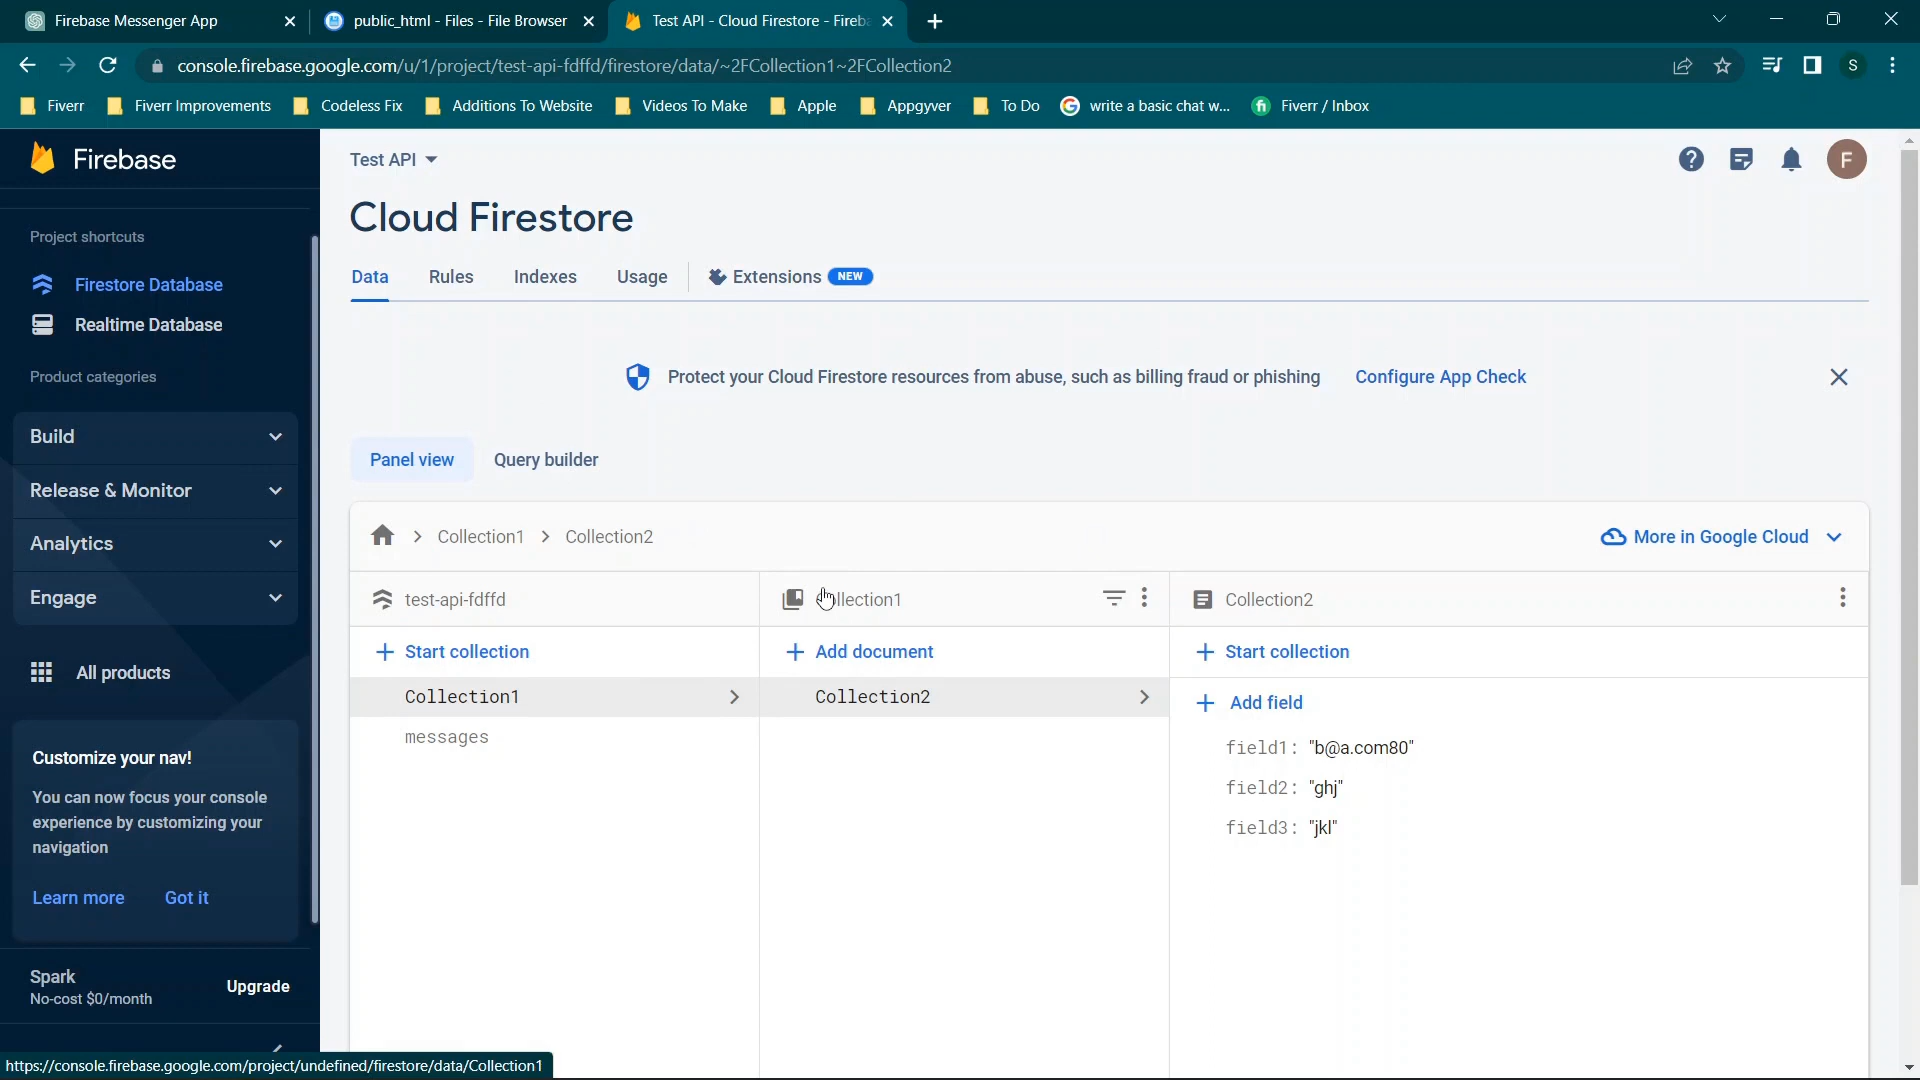 Firebase Messenger App
public_html - Files - File Browser
Test API - Cloud Firestore - Fireb
console.firebase.google.com/u/1/project/test-api-fdffd/firestore/data/~2FCollection1~2FCollection2
S
Fiverr
Fiverr Improvements
Codeless Fix
Additions To Website
Videos To Make
Apple
Appgyver
To Do
write a basic chat w...
Fiverr / Inbox
Firebase
Test API
F
Cloud Firestore
Project shortcuts
Firestore Database
Realtime Database
Product categories
Build
Release & Monitor
Analytics
Engage
All products
Customize your nav!
You can now focus your console
experience by customizing your
navigation
Learn more
Got it
Spark
No-cost $0/month
Upgrade
Data
Rules
Indexes
Usage
Extensions NEW
Protect your Cloud Firestore resources from abuse, such as billing fraud or phishing
Configure App Check
Panel view
Query builder
Collection1
Collection2
More in Google Cloud
test-api-fdffd
+ Start collection
Collection1
messages
llection1
+ Add document
Collection2
Collection2
+ Start collection
+ Add field
field1: "b@a.com80"
field2: "ghj"
field3: "jkl"
https://console.firebase.google.com/project/undefined/firestore/data/Collection1